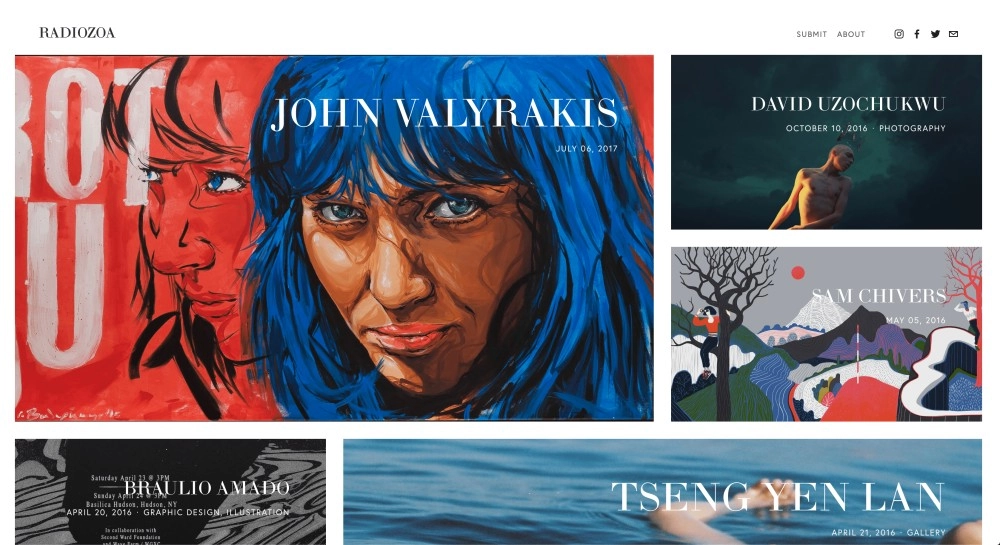 RADIOZOA
SUBMIT ABOUT
ROT
U
JOHN VALYRAKIS
JULY 06, 2017
DAVID UZOCHUKWU
OCTOBER 10, 2016 · PHOTOGRAPHY
SAM CHIVERS
MAY 05, 2016
Saturday April 23 @ 3PM
BRAULIO AMADO
Sunday April 24 @ 3PM
Basilica Hudson, Hudson, NY
APRIL 20, 2016 · GRAPHIC DESIGN, ILLUSTRATION
In collaboration with
Second Ward Foundation
TSENG YEN LAN
APRIL 21, 2016 · GALLERY